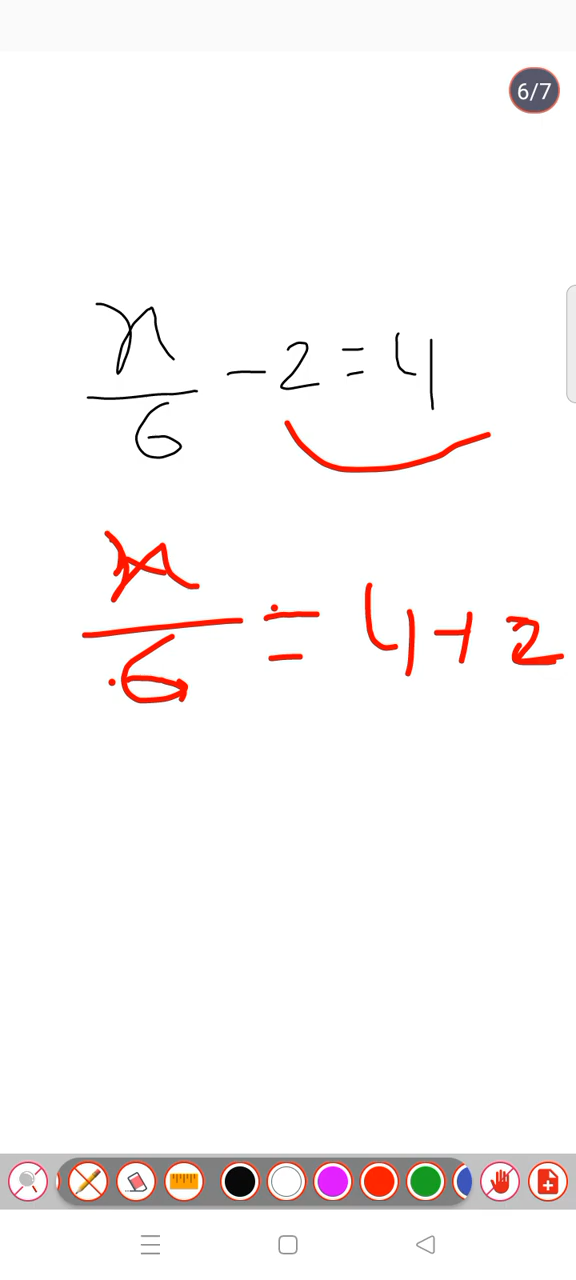 6/7
x/6 - 2 = 4
x/6 = 4 + 2